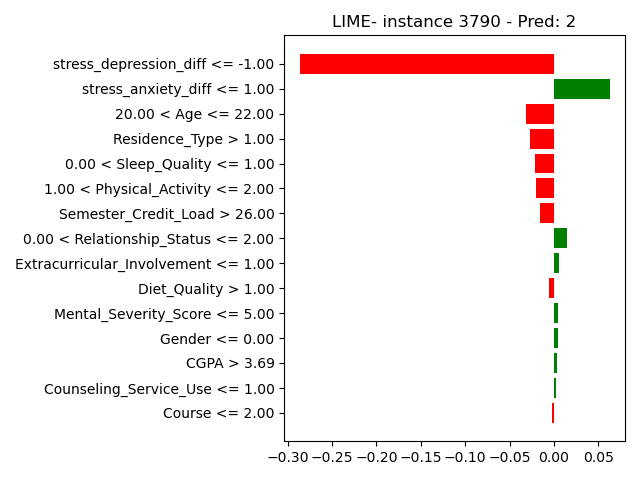 LIME- instance 3790 - Pred: 2
stress_depression_diff <= -1.00
stress_anxiety_diff <= 1.00
20.00 < Age <= 22.00
Residence_Type > 1.00
0.00 < Sleep_Quality <= 1.00
1.00 < Physical_Activity <= 2.00
Semester_Credit_Load > 26.00
0.00 < Relationship_Status <= 2.00
Extracurricular_Involvement <= 1.00
Diet_Quality > 1.00
Mental_Severity_Score <= 5.00
Gender <= 0.00
CGPA > 3.69
Counseling_Service_Use <= 1.00
Course <= 2.00
−0.30 −0.25 −0.20 −0.15 −0.10 −0.05 0.00 0.05